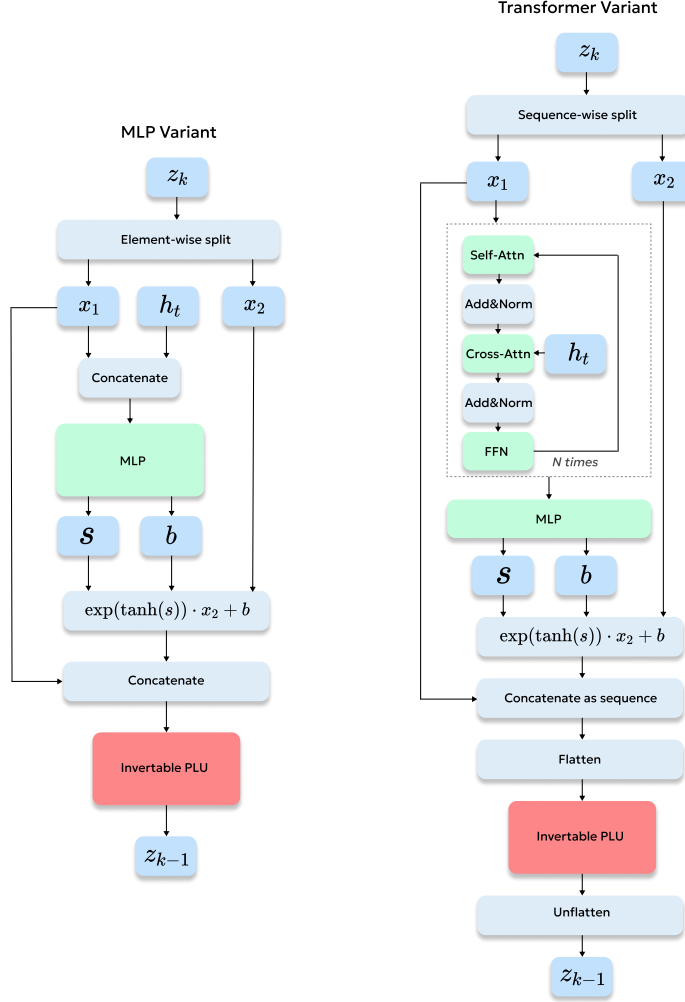 MLP Variant
z_k
Element-wise split
x_1
h_t
x_2
Concatenate
MLP
s
b
exp(tanh(s)) · x_2 + b
Concatenate
Invertable PLU
z_{k−1}
Transformer Variant
z_k
Sequence-wise split
x_1
x_2
Self-Attn
Add&Norm
Cross-Attn
h_t
Add&Norm
FFN
N times
MLP
s
b
exp(tanh(s)) · x_2 + b
Concatenate as sequence
Flatten
Invertable PLU
Unflatten
z_{k−1}